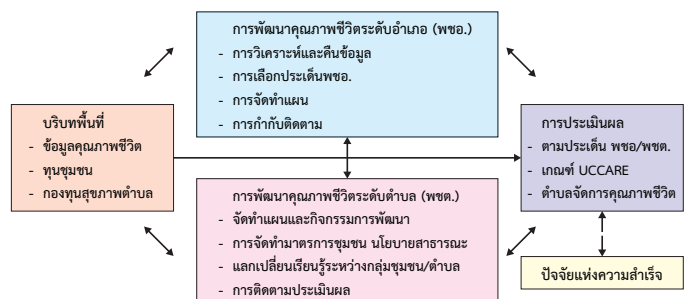 การพัฒนาคุณภาพชีวิตระดับอำเภอ (พชอ.)
- การวิเคราะห์และคืนข้อมูล
- การเลือกประเด็นพชอ.
- การจัดทำแผน
- การกำกับติดตาม
บริบทพื้นที่
- ข้อมูลคุณภาพชีวิต
- ทุนชุมชน
- กองทุนสุขภาพตำบล
การประเมินผล
- ตามประเด็น พชอ/พชต.
- เกณฑ์ UCCARE
- ตำบลจัดการคุณภาพชีวิต
การพัฒนาคุณภาพชีวิตระดับตำบล (พชต.)
- จัดทำแผนและกิจกรรมการพัฒนา
- การจัดทำมาตรการชุมชน นโยบายสาธารณะ
- แลกเปลี่ยนเรียนรู้ระหว่างกลุ่มชุมชน/ตำบล
- การติดตามประเมินผล
ปัจจัยแห่งความสำเร็จ